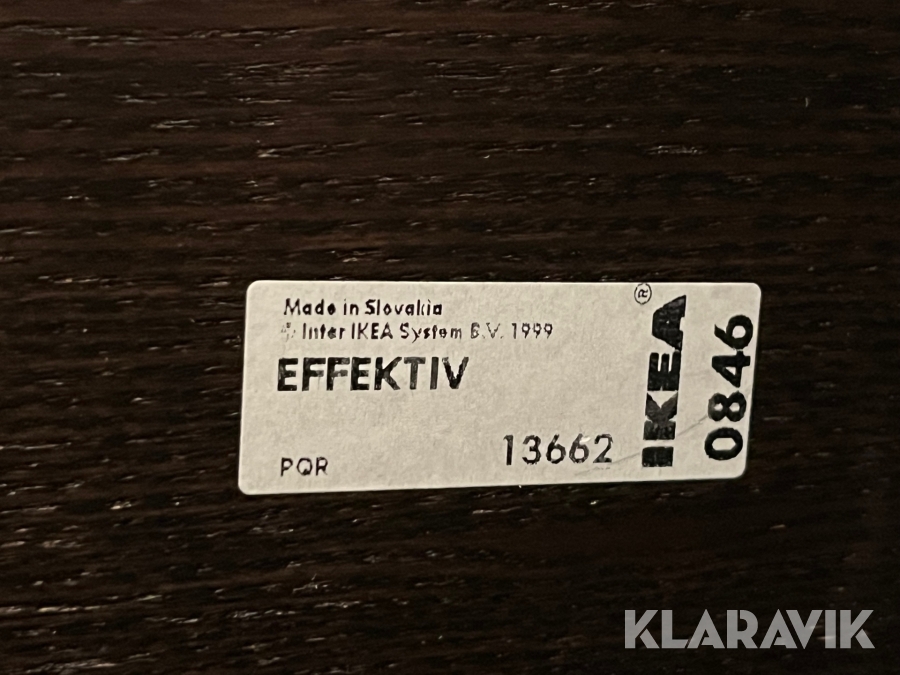 Made in Slovakia
© Inter IKEA System B.V. 1999
EFFEKTIV
PQR
13662
IKEA®
0846
KLARAVIK